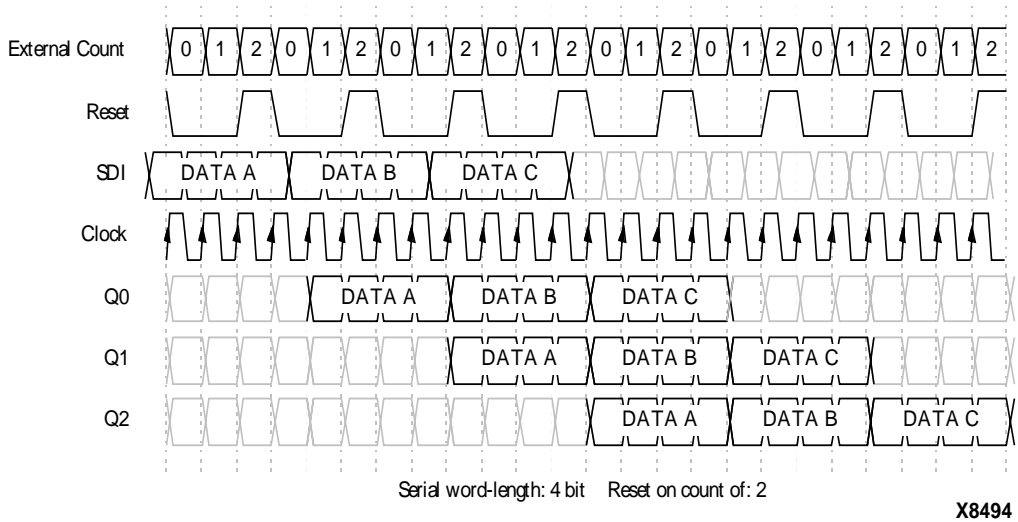 External Count 0 1 2 0 1 2 0 1 2 0 1 2 0 1 2 0 1 2 0 1 2 0 1 2
Reset
SDI DATA A DATA B DATA C
Clock
Q0 DATA A DATA B DATA C
Q1 DATA A DATA B DATA C
Q2 DATA A DATA B DATA C
Serial word-length: 4 bit Reset on count of: 2
X8494